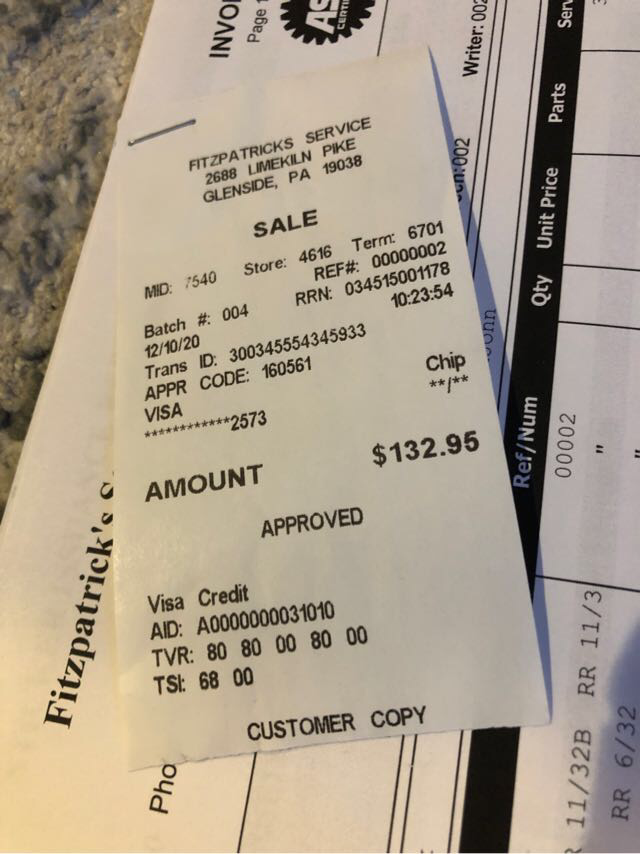 FITZPATRICKS SERVICE
2688 LIMEKILN PIKE
GLENSIDE, PA 19038
SALE
MID: 7540 Store: 4616 Term: 6701
REF#: 00000002
Batch #: 004 RRN: 034515001178
12/10/20 10:23:54
Trans ID: 300345554345933
APPR CODE: 160561
VISA Chip
************2573 **/**
AMOUNT $132.95
APPROVED
Visa Credit
AID: A0000000031010
TVR: 80 80 00 80 00
TSI: 68 00
CUSTOMER COPY
Fitzpatrick's
Page
Writer: 002
Ref/Num Qty Unit Price Parts
00002
"
11/32B RR 11/3
RR 6/32